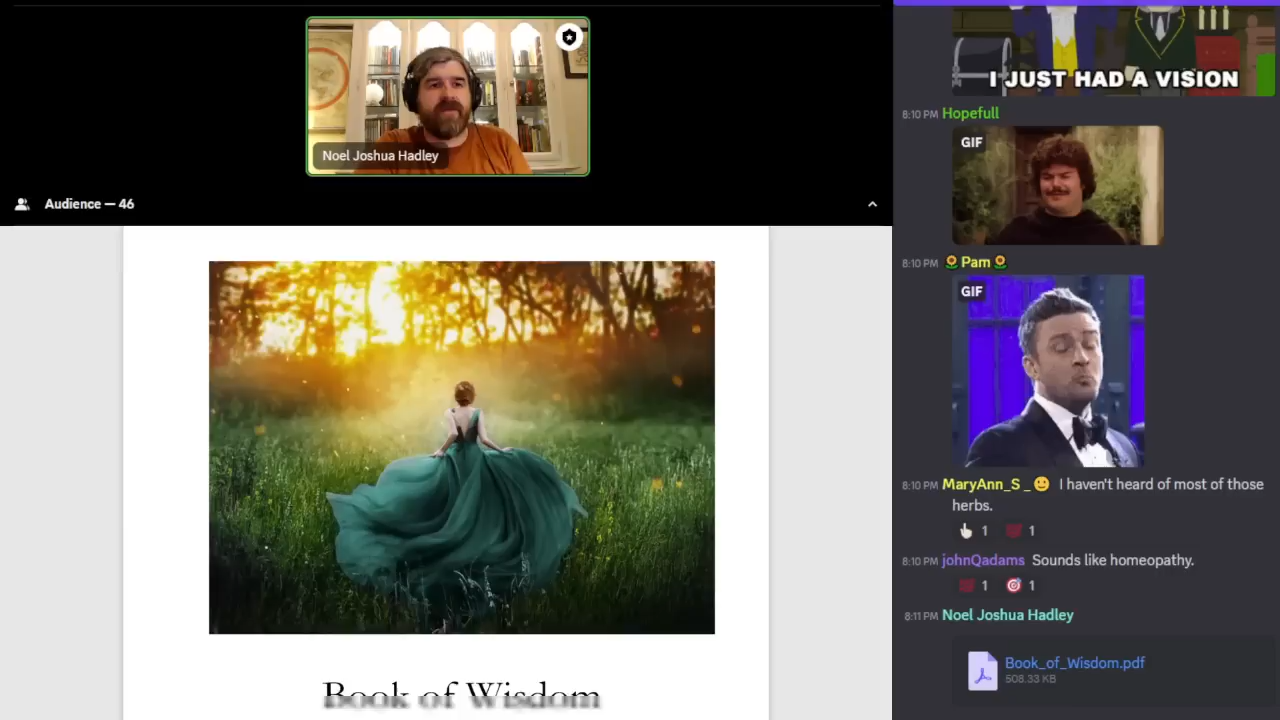 Noel Joshua Hadley
Audience — 46
Book of Wisdom
I JUST HAD A VISION
8:10 PM Hopefull
GIF
8:10 PM Pam
GIF
8:10 PM MaryAnn_S _ I haven't heard of most of those
herbs.
1 1
8:10 PM johnQadams Sounds like homeopathy.
1 1
8:11 PM Noel Joshua Hadley
Book_of_Wisdom.pdf
508.33 KB